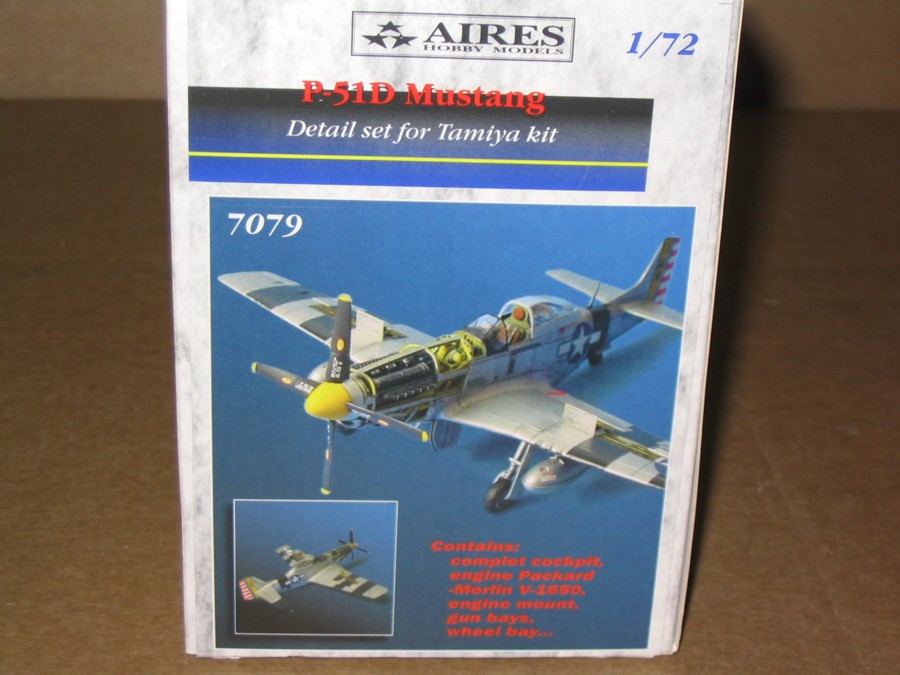 AIRES
HOBBY MODELS
1/72
P-51D Mustang
Detail set for Tamiya kit
7079
Contains:
complet cockpit,
engine Packard
-Merlin V-1650,
engine mount,
gun bays,
wheel bay...